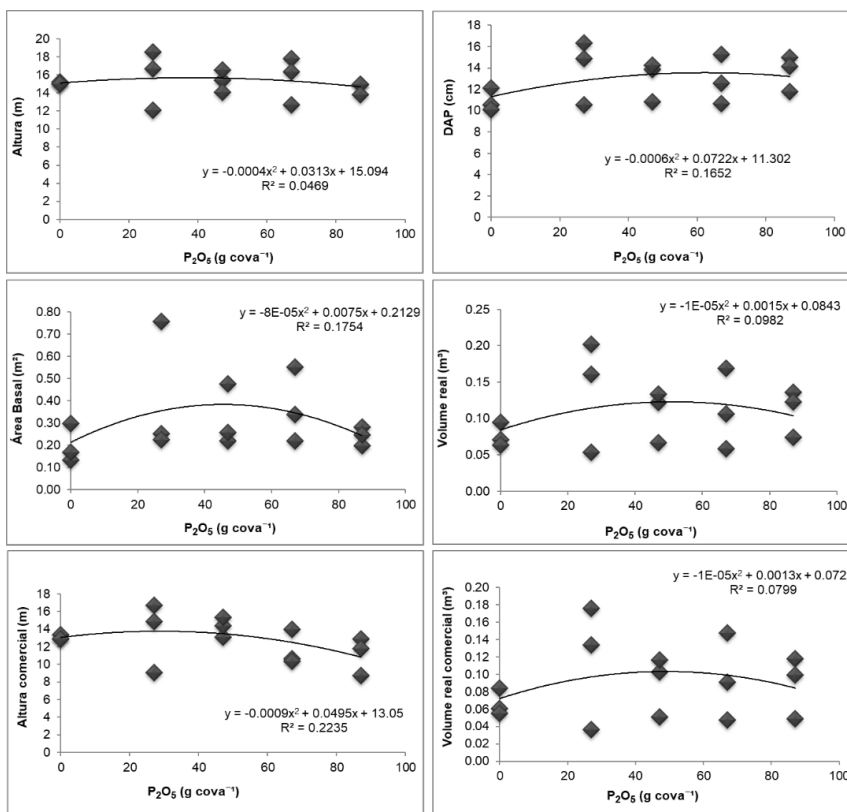 Altura (m)
20
18
16
14
12
10
8
6
4
2
0
y = -0.0004x² + 0.0313x + 15.094
R² = 0.0469
0 20 40 60 80 100
P₂O₅ (g cova⁻¹)
DAP (cm)
18
16
14
12
10
8
6
4
2
0
y = -0.0006x² + 0.0722x + 11.302
R² = 0.1652
0 20 40 60 80 100
P₂O₅ (g cova⁻¹)
Área Basal (m²)
0.80
0.70
0.60
0.50
0.40
0.30
0.20
0.10
0.00
y = -8E-05x² + 0.0075x + 0.2129
R² = 0.1754
0 20 40 60 80 100
P₂O₅ (g cova⁻¹)
Volume real (m³)
0.25
0.20
0.15
0.10
0.05
0.00
y = -1E-05x² + 0.0015x + 0.0843
R² = 0.0982
0 20 40 60 80 100
P₂O₅ (g cova⁻¹)
Altura comercial (m)
18
16
14
12
10
8
6
4
2
0
y = -0.0009x² + 0.0495x + 13.05
R² = 0.2235
0 20 40 60 80 100
P₂O₅ (g cova⁻¹)
Volume real comercial (m³)
0.20
0.18
0.16
0.14
0.12
0.10
0.08
0.06
0.04
0.02
0.00
y = -1E-05x² + 0.0013x + 0.072
R² = 0.0799
0 20 40 60 80 100
P₂O₅ (g cova⁻¹)